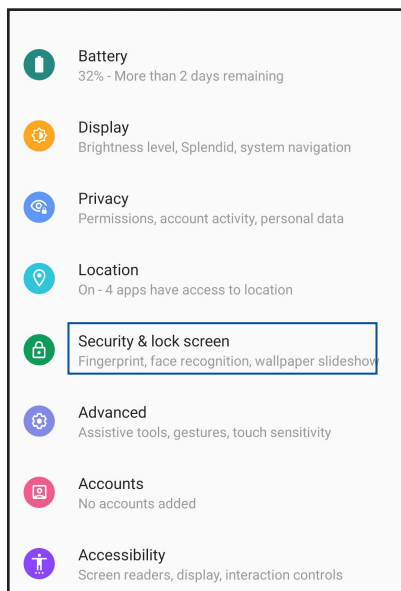 Battery
32% - More than 2 days remaining
Display
Brightness level, Splendid, system navigation
Privacy
Permissions, account activity, personal data
Location
On - 4 apps have access to location
Security & lock screen
Fingerprint, face recognition, wallpaper slideshow
Advanced
Assistive tools, gestures, touch sensitivity
Accounts
No accounts added
Accessibility
Screen readers, display, interaction controls